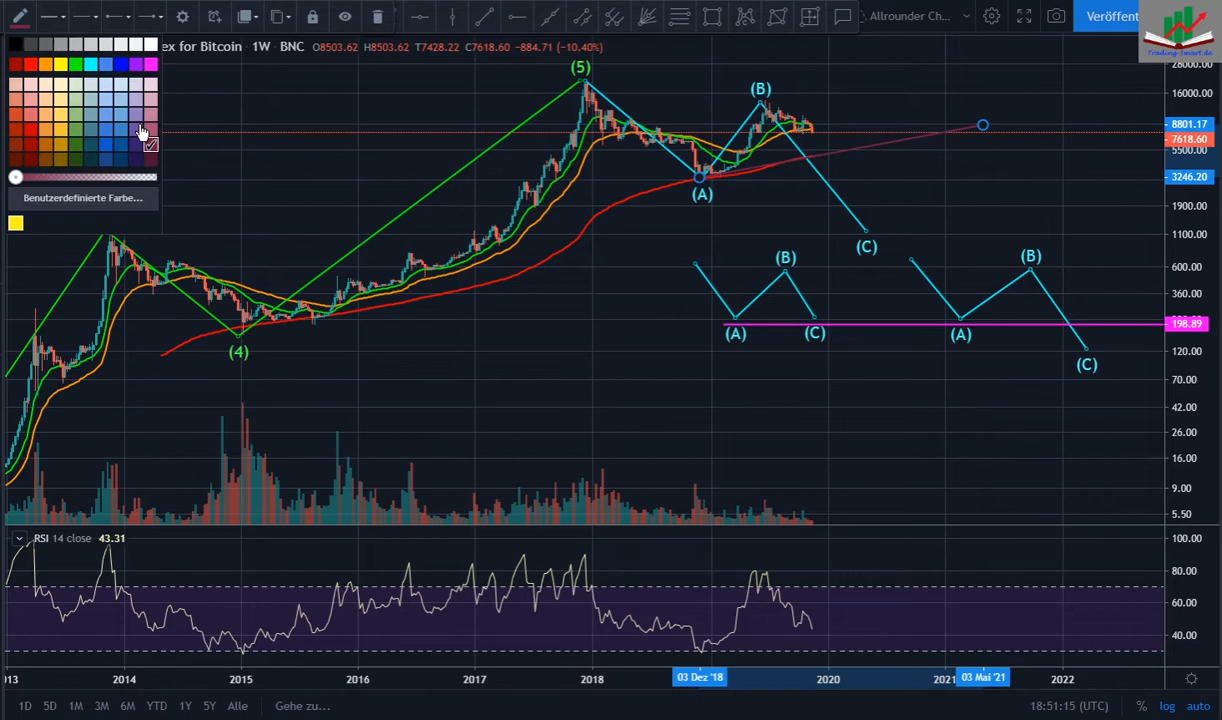 Allrounder Ch...
Veröffent
Trading-Smart.de
ex for Bitcoin · 1W · BNC O8503.62 H8503.62 T7428.22 C7618.60 −884.71 (−10.40%)
28000.00
(5)
(B)
16000.00
8801.17
7618.60
5500.00
3246.20
(A)
Benutzerdefinierte Farbe...
1900.00
1100.00
(C)
(B)
(B)
600.00
360.00
198.89
(A)
(C)
(A)
(4)
120.00
(C)
70.00
42.00
26.00
16.00
9.00
5.50
RSI 14 close 43.31
100.00
80.00
60.00
40.00
2014
2015
2016
2017
2018
03 Dez '18
2020
03 Mai '21
2022
1D 5D 1M 3M 6M YTD 1Y 5Y Alle Gehe zu...
18:51:15 (UTC) % log auto